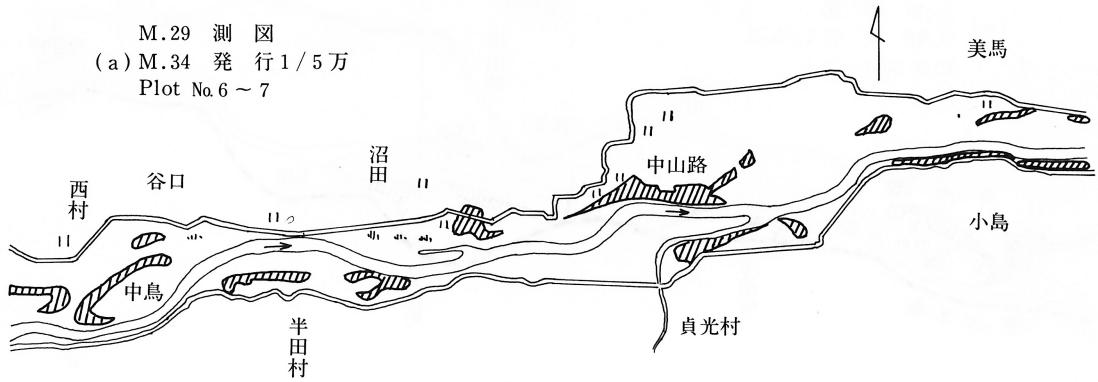 M.29 測 図
(a) M.34 発 行 1/5万
Plot No.6～7
美馬
沼田
中山路
谷口
西村
小島
中鳥
半田村
貞光村